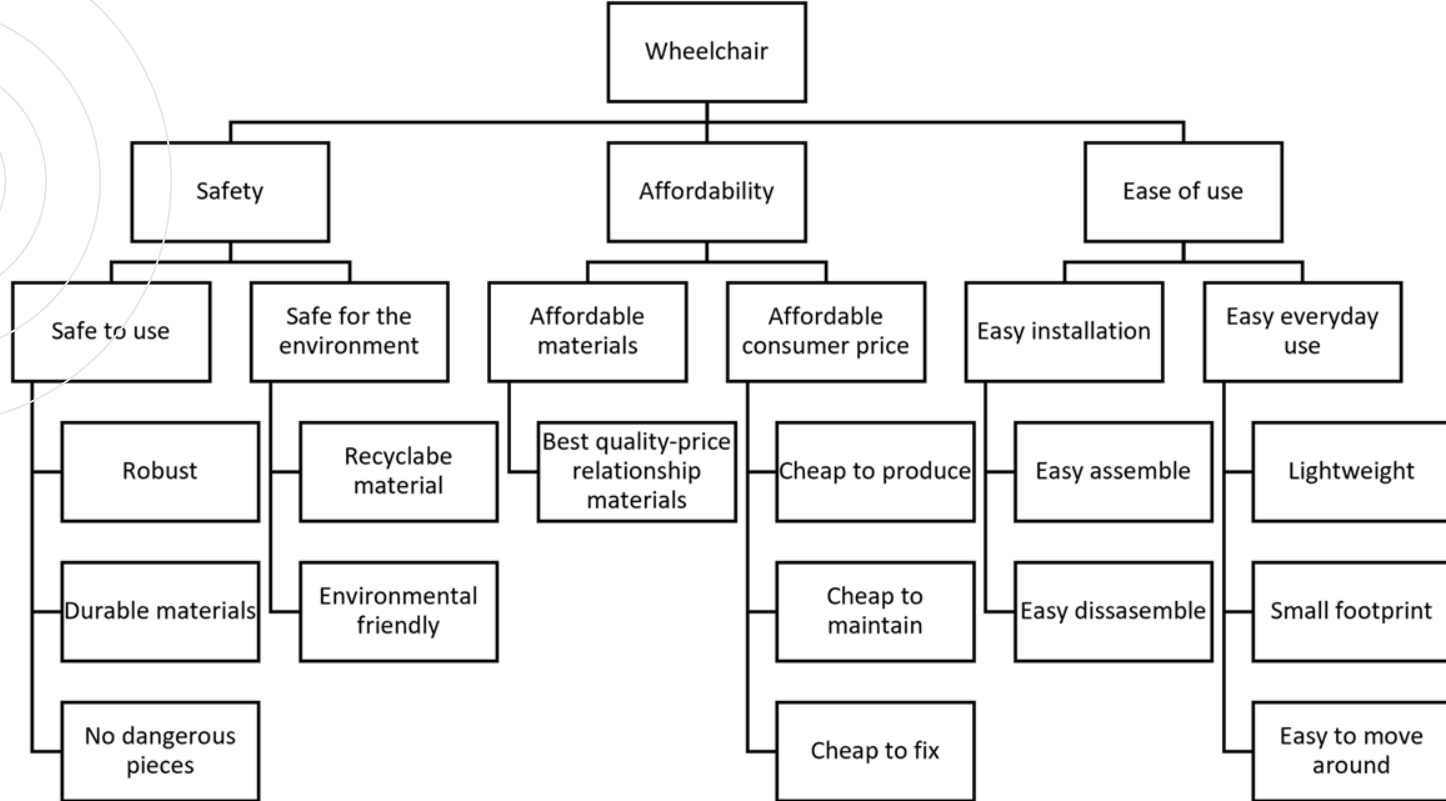 Wheelchair
Safety
Affordability
Ease of use
Safe to use
Safe for the
environment
Affordable
materials
Affordable
consumer price
Easy installation
Easy everyday
use
Robust
Recyclabe
material
Best quality-price
relationship
materials
Cheap to produce
Easy assemble
Lightweight
Durable materials
Environmental
friendly
Cheap to
maintain
Easy dissasemble
Small footprint
No dangerous
pieces
Cheap to fix
Easy to move
around